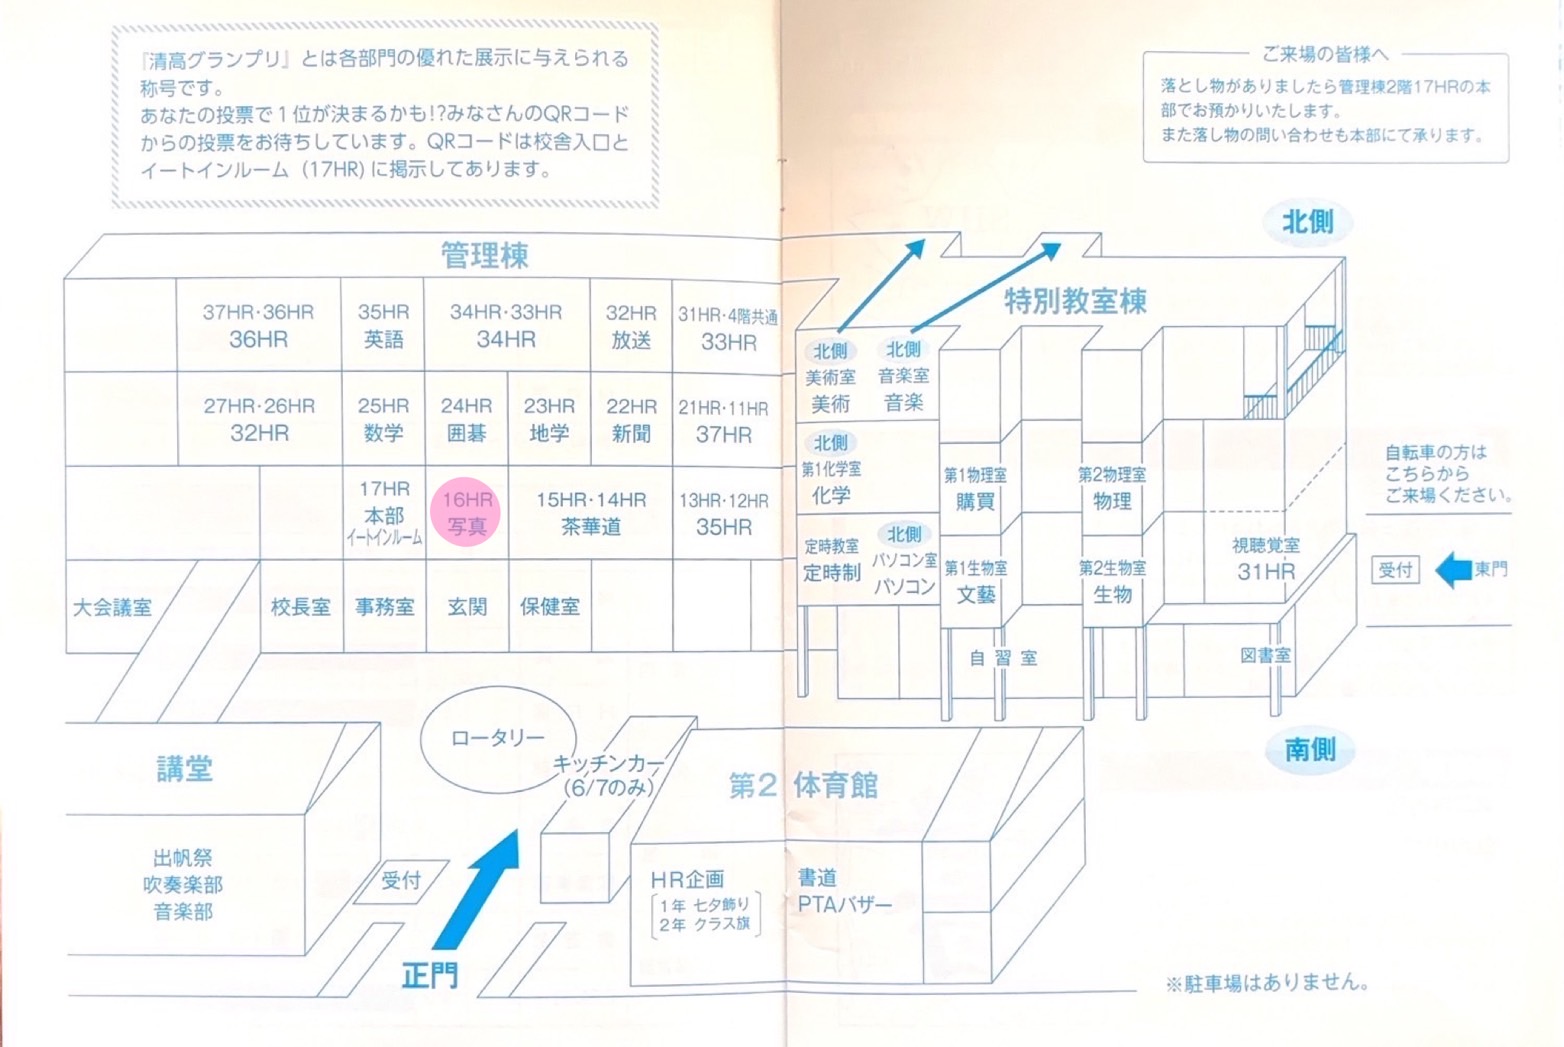 『清高グランプリ』とは各部門の優れた展示に与えられる
称号です。
あなたの投票で1位が決まるかも!?みなさんのQRコード
からの投票をお待ちしています。QRコードは校舎入口と
イートインルーム (17HR) に掲示してあります。
ご来場の皆様へ
落とし物がありましたら管理棟2階17HRの本
部でお預かりいたします。
また落し物の問い合わせも本部にて承ります。
北側
管理棟
37HR・36HR
36HR
35HR
英語
34HR・33HR
34HR
32HR
放送
31HR・4階共通
33HR
27HR・26HR
32HR
25HR
数学
24HR
囲碁
23HR
地学
22HR
新聞
21HR・11HR
37HR
17HR
本部
イートインルーム
16HR
写真
15HR・14HR
茶華道
13HR・12HR
35HR
大会議室
校長室
事務室
玄関
保健室
特別教室棟
北側
美術室
美術
北側
音楽室
音楽
北側
第1化学室
化学
第1物理室
購買
第2物理室
物理
定時教室
定時制
北側
パソコン室
パソコン
第1生物室
文藝
第2生物室
生物
視聴覚室
31HR
自習室
図書室
自転車の方は
こちらから
ご来場ください。
受付
東門
南側
講堂
出帆祭
吹奏楽部
音楽部
受付
ロータリー
キッチンカー
(6/7のみ)
正門
第2 体育館
HR企画
1年 七夕飾り
2年 クラス旗
書道
PTAバザー
※駐車場はありません。